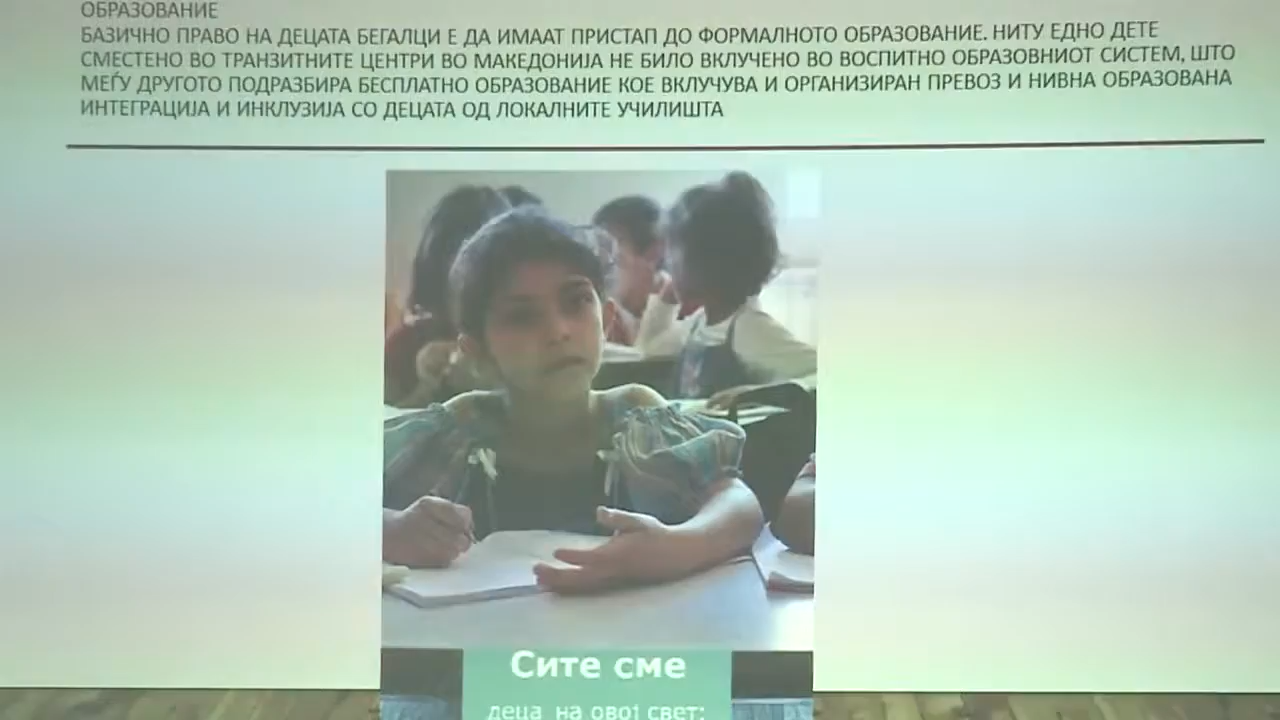 ОБРАЗОВАНИЕ
БАЗИЧНО ПРАВО НА ДЕЦАТА БЕГАЛЦИ Е ДА ИМААТ ПРИСТАП ДО ФОРМАЛНОТО ОБРАЗОВАНИЕ. НИТУ ЕДНО ДЕТЕ
СМЕСТЕНО ВО ТРАНЗИТНИТЕ ЦЕНТРИ ВО МАКЕДОНИЈА НЕ БИЛО ВКЛУЧЕНО ВО ВОСПИТНО ОБРАЗОВНИОТ СИСТЕМ, ШТО
МЕЃУ ДРУГОТО ПОДРАЗБИРА БЕСПЛАТНО ОБРАЗОВАНИЕ КОЕ ВКЛУЧУВА И ОРГАНИЗИРАН ПРЕВОЗ И НИВНА ОБРАЗОВАНА
ИНТЕГРАЦИЈА И ИНКЛУЗИЈА СО ДЕЦАТА ОД ЛОКАЛНИТЕ УЧИЛИШТА
Сите сме
деца на овој свет: